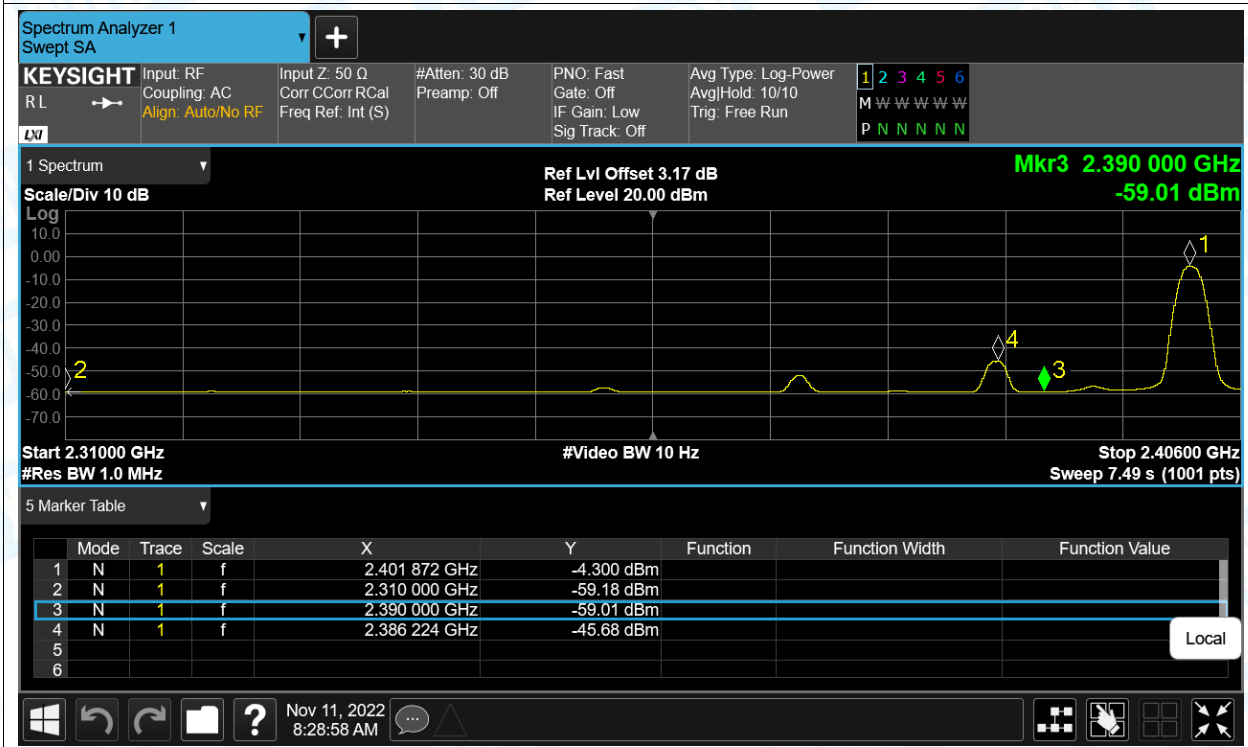 Spectrum Analyzer 1
Swept SA
KEYSIGHT Input: RF Input Z: 50 Ω #Atten: 30 dB PNO: Fast Avg Type: Log-Power 1 2 3 4 5 6
R L Coupling: AC Corr CCorr RCal Preamp: Off Gate: Off Avg|Hold: 10/10 M W W W W W W
Align: Auto/No RF Freq Ref: Int (S) IF Gain: Low Trig: Free Run
LXI Sig Track: Off P N N N N N
1 Spectrum Ref Lvl Offset 3.17 dB Mkr3 2.390 000 GHz
Scale/Div 10 dB Ref Level 20.00 dBm -59.01 dBm
Log
10.0 1
0.00
-10.0
-20.0
-30.0
-40.0 4
-50.0 2 3
-60.0
-70.0
Start 2.31000 GHz #Video BW 10 Hz Stop 2.40600 GHz
#Res BW 1.0 MHz Sweep 7.49 s (1001 pts)
5 Marker Table
Mode Trace Scale X Y Function Function Width Function Value
1 N 1 f 2.401 872 GHz -4.300 dBm
2 N 1 f 2.310 000 GHz -59.18 dBm
3 N 1 f 2.390 000 GHz -59.01 dBm
4 N 1 f 2.386 224 GHz -45.68 dBm
5
6
Local
? Nov 11, 2022
8:28:58 AM